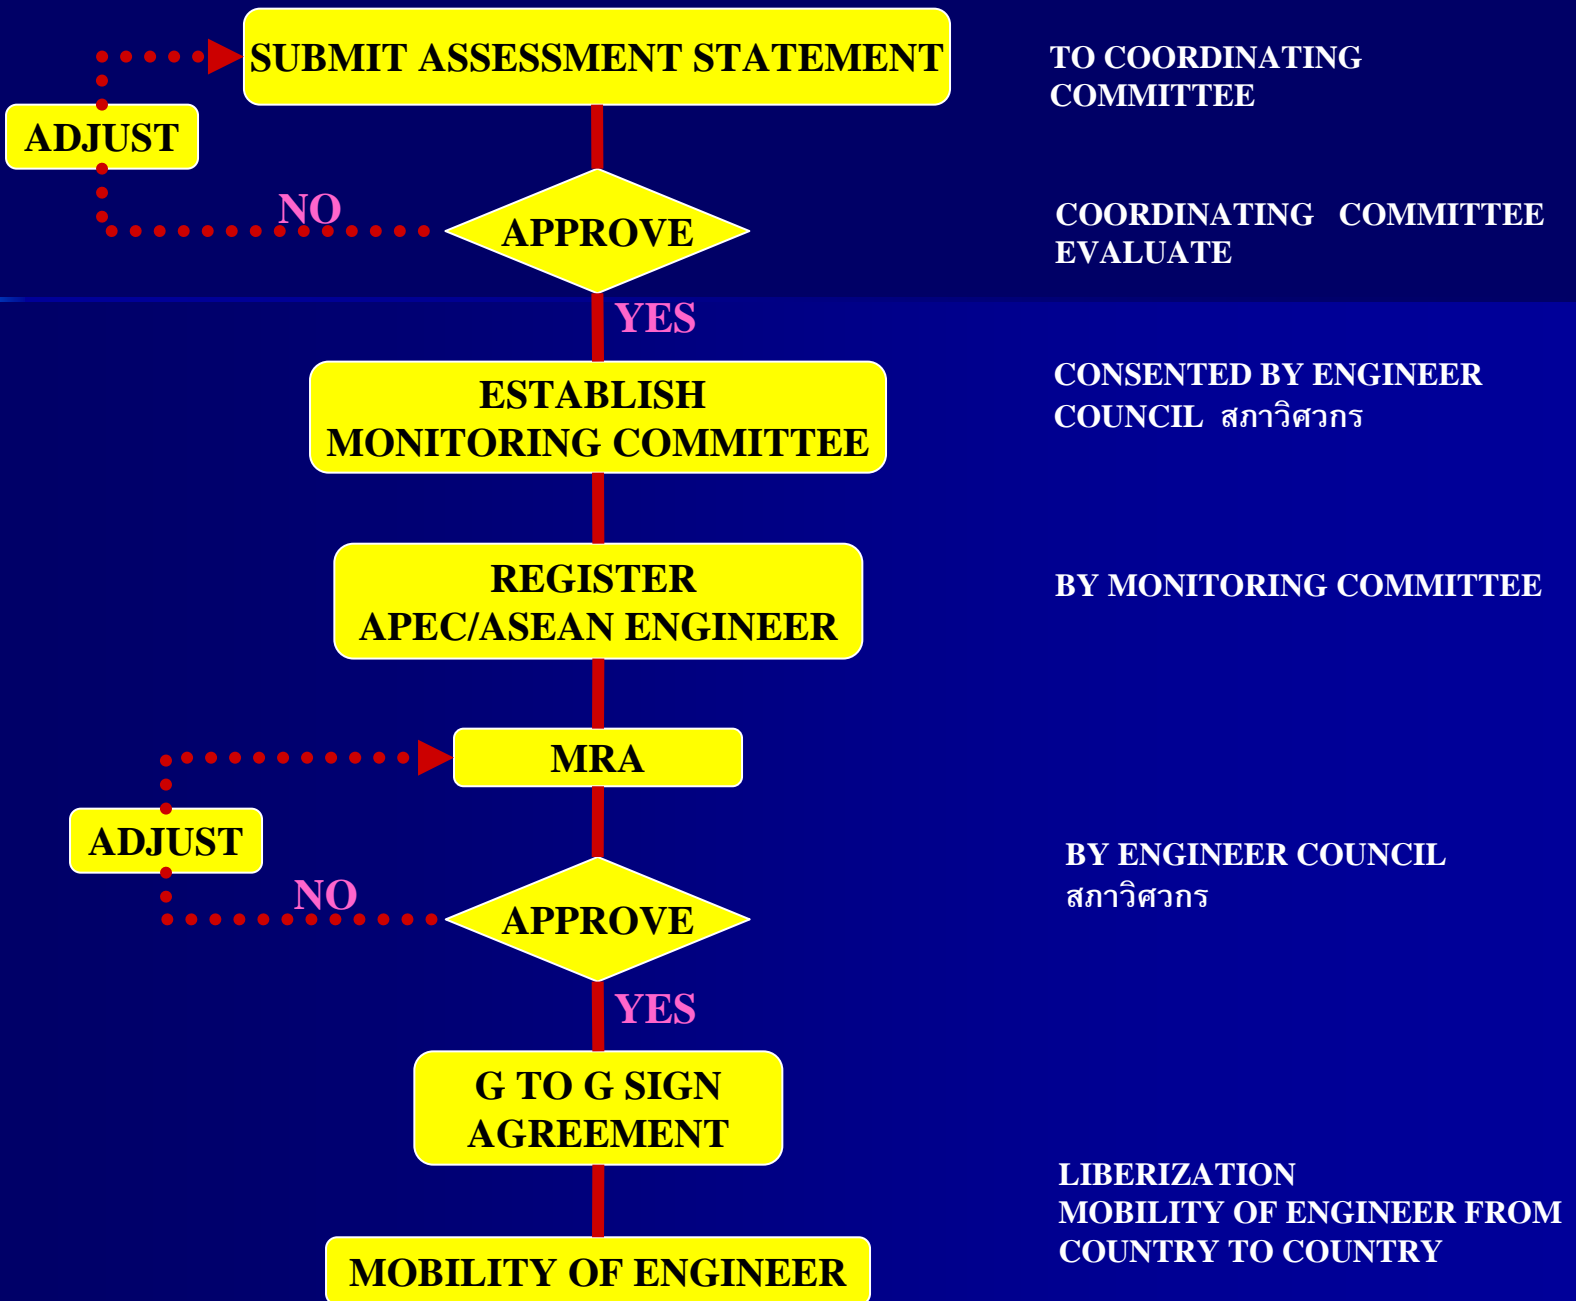 SUBMIT ASSESSMENT STATEMENT
TO COORDINATING
COMMITTEE
ADJUST
NO
APPROVE
COORDINATING COMMITTEE
EVALUATE
YES
ESTABLISH
MONITORING COMMITTEE
CONSENTED BY ENGINEER
COUNCIL สภาวิศวกร
REGISTER
APEC/ASEAN ENGINEER
BY MONITORING COMMITTEE
MRA
ADJUST
NO
APPROVE
BY ENGINEER COUNCIL
สภาวิศวกร
YES
G TO G SIGN
AGREEMENT
LIBERIZATION
MOBILITY OF ENGINEER FROM
COUNTRY TO COUNTRY
MOBILITY OF ENGINEER